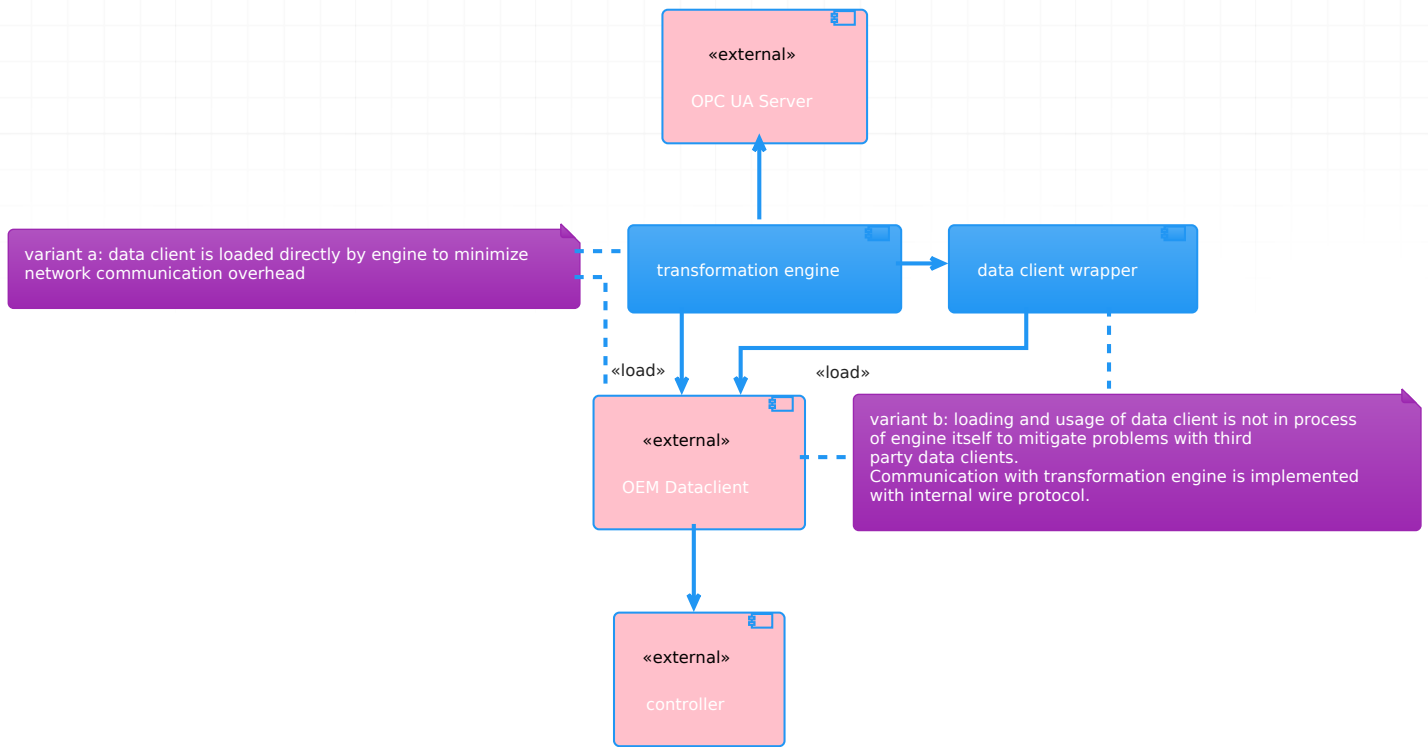 «external»
OPC UA Server
variant a: data client is loaded directly by engine to minimize
network communication overhead
transformation engine
data client wrapper
«load»
«load»
«external»
OEM Dataclient
variant b: loading and usage of data client is not in process
of engine itself to mitigate problems with third
party data clients.
Communication with transformation engine is implemented
with internal wire protocol.
«external»
controller